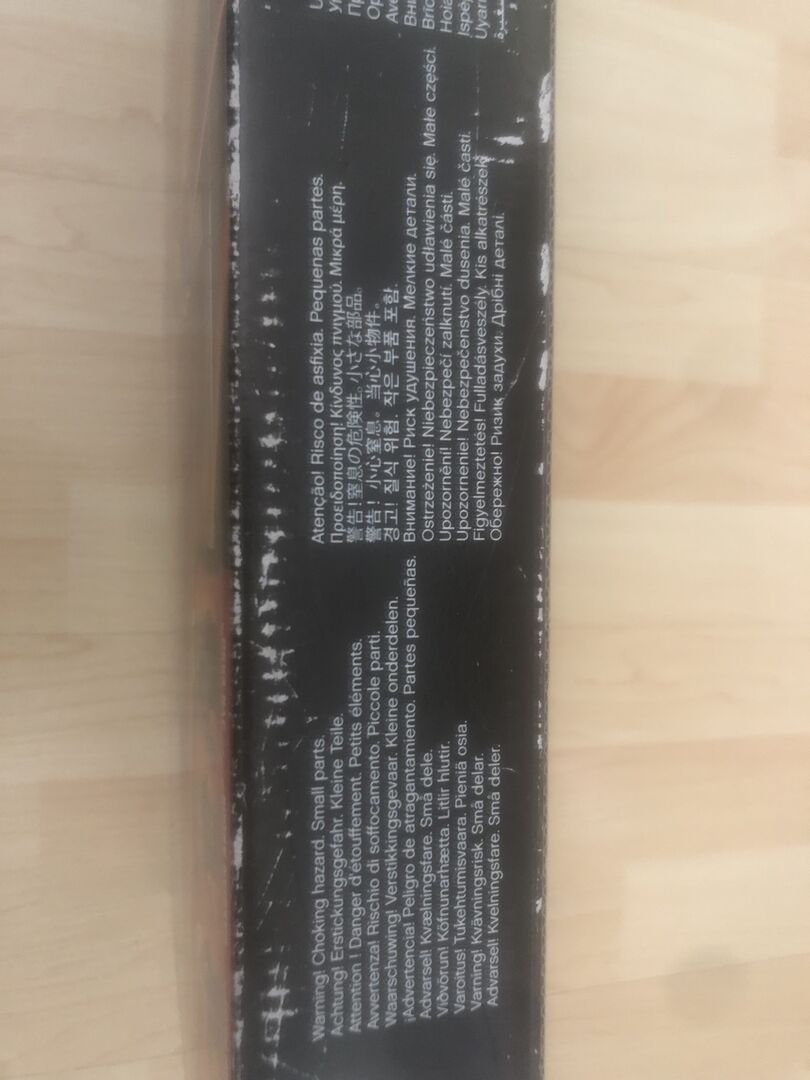 Warning! Choking hazard. Small parts.
Achtung! Erstickungsgefahr. Kleine Teile.
Attention ! Danger d'étouffement. Petits éléments.
Avvertenza! Rischio di soffocamento. Piccole parti.
Waarschuwing! Verstikkingsgevaar. Kleine onderdelen.
¡Advertencia! Peligro de atragantamiento. Partes pequeñas.
Advarsel! Kvælningsfare. Små dele.
Viðvörun! Köfnunarhætta. Litlir hlutir.
Varoitus! Tukehtumisvaara. Pieniä osia.
Varning! Kvävningsrisk. Små delar.
Advarsel! Kvelningsfare. Små deler.
Atenção! Risco de asfixia. Pequenas partes.
Προειδοποίηση! Κίνδυνος πνιγμού. Μικρά μέρη.
警告！窒息の危険性。小さな部品。
警告！小心窒息。当心小物件。
경고! 질식 위험. 작은 부품 포함.
Внимание! Риск удушения. Мелкие детали.
Ostrzeżenie! Niebezpieczeństwo udławienia się. Małe części.
Upozornění! Nebezpečí zalknutí. Malé části.
Upozornenie! Nebezpečenstvo dusenia. Malé časti.
Figyelmeztetés! Fulladásveszély. Kis alkatrészek
Обережно! Ризик задухи. Дрібні деталі.